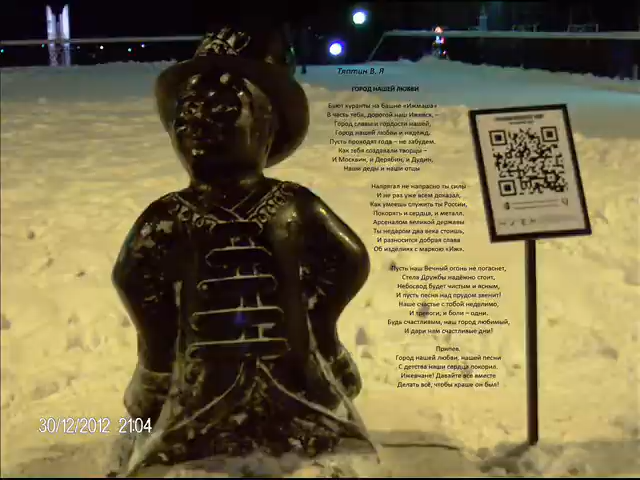 Тяптин В. Я
ГОРОД НАШЕЙ ЛЮБВИ
Бьют куранты на башне «Ижмаша»
В честь тебя, дорогой наш Ижевск, –
Город славы и гордости нашей,
Город нашей любви и надежд.
Пусть проходят года – не забудем,
Как тебя создавали творцы –
И Москвин, и Дерябин, и Дудин,
Наши деды и наши отцы.
Напрягал не напрасно ты силы
И не раз уже всем доказал,
Как умеешь служить ты России,
Покорять и сердца, и металл.
Арсеналом великой державы
Ты недаром два века стоишь,
И разносится добрая слава
Об изделиях с маркою «Иж».
Пусть наш Вечный огонь не погаснет,
Стела Дружбы надёжно стоит,
Небосвод будет чистым и ясным,
И пусть песня над прудом звенит!
Наше счастье с тобой неделимо,
И тревоги, и боли – одни.
Будь счастливым, наш город любимый,
И дари нам счастливые дни!
Припев.
Город нашей любви, нашей песни
С детства наши сердца покорил.
Ижевчане! Давайте все вместе
Делать всё, чтобы краше он был!
30/12/2012 21:04